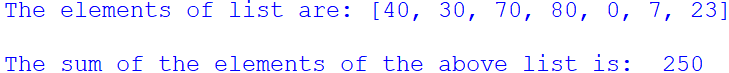 The elements of list are: [40, 30, 70, 80, 0, 7, 23]
The sum of the elements of the above list is:  250